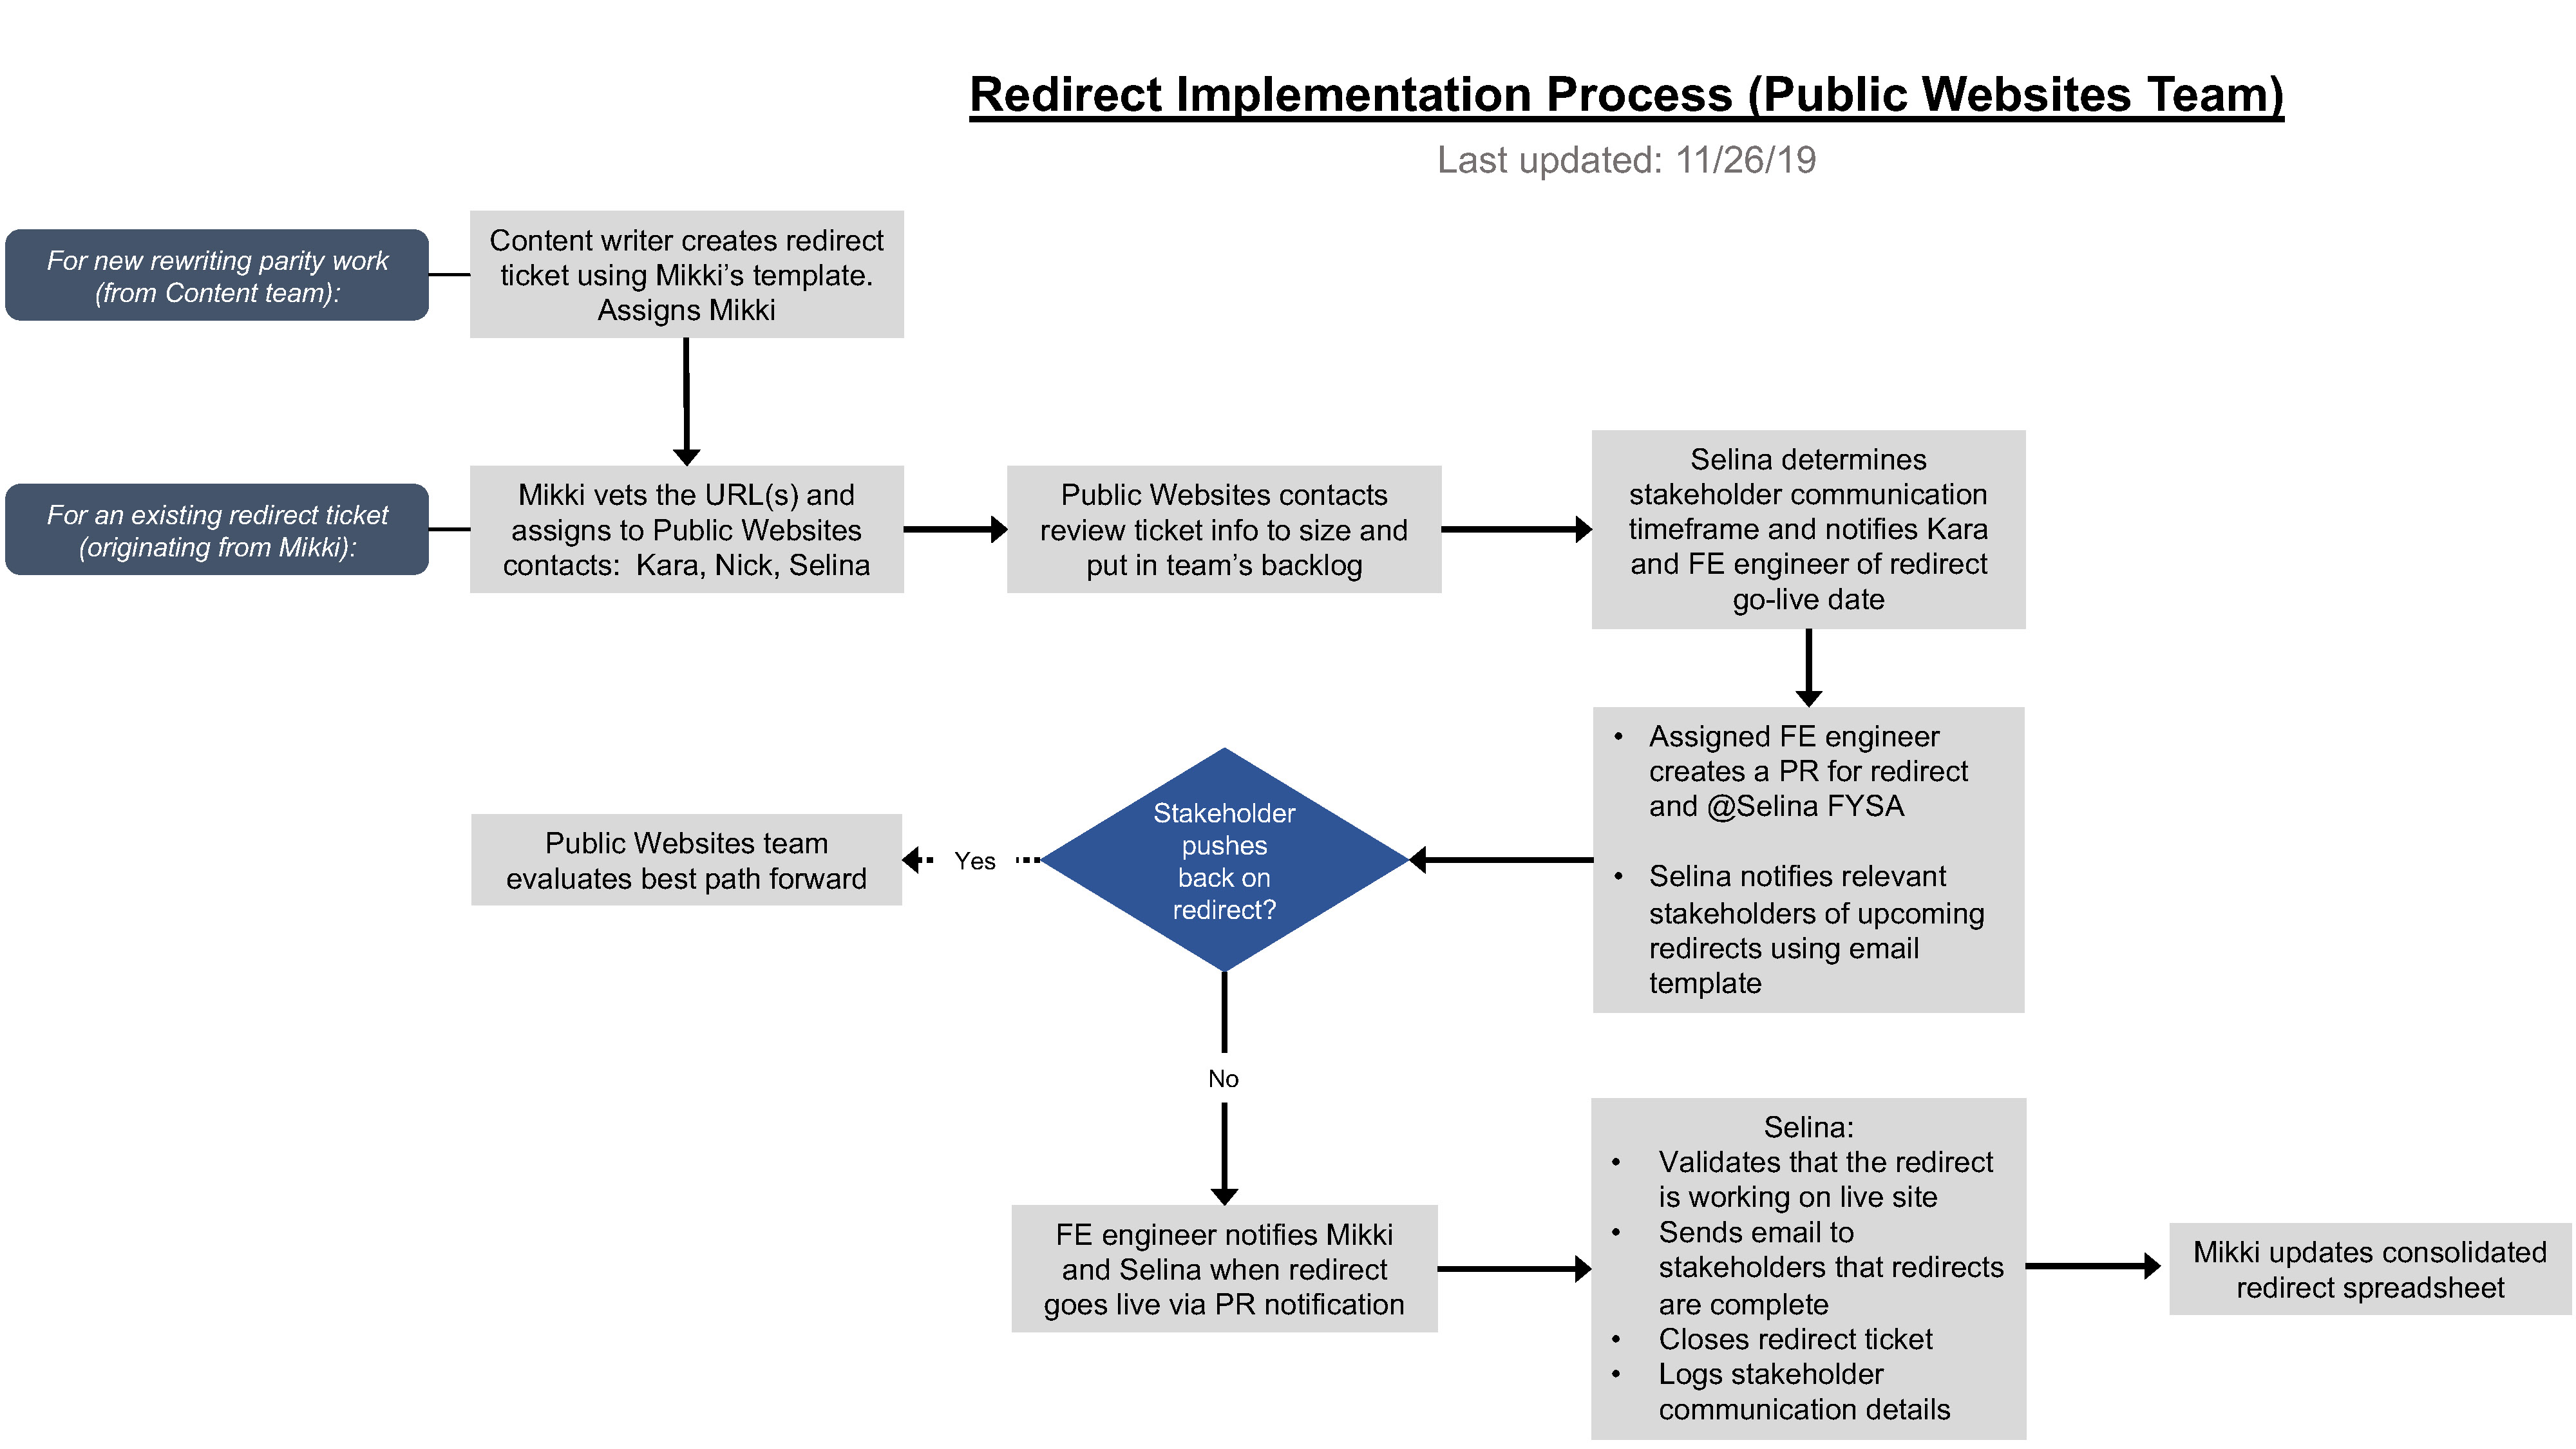 Redirect Implementation Process (Public Websites Team)
Last updated: 11/26/19
For new rewriting parity work
(from Content team):
Content writer creates redirect
ticket using Mikki’s template.
Assigns Mikki
For an existing redirect ticket
(originating from Mikki):
Mikki vets the URL(s) and
assigns to Public Websites
contacts:  Kara, Nick, Selina
Public Websites contacts
review ticket info to size and
put in team’s backlog
Selina determines
stakeholder communication
timeframe and notifies Kara
and FE engineer of redirect
go-live date
• Assigned FE engineer
creates a PR for redirect
and @Selina FYSA
• Selina notifies relevant
stakeholders of upcoming
redirects using email
template
Stakeholder
pushes
back on
redirect?
Yes
Public Websites team
evaluates best path forward
No
FE engineer notifies Mikki
and Selina when redirect
goes live via PR notification
Selina:
• Validates that the redirect
is working on live site
• Sends email to
stakeholders that redirects
are complete
• Closes redirect ticket
• Logs stakeholder
communication details
Mikki updates consolidated
redirect spreadsheet